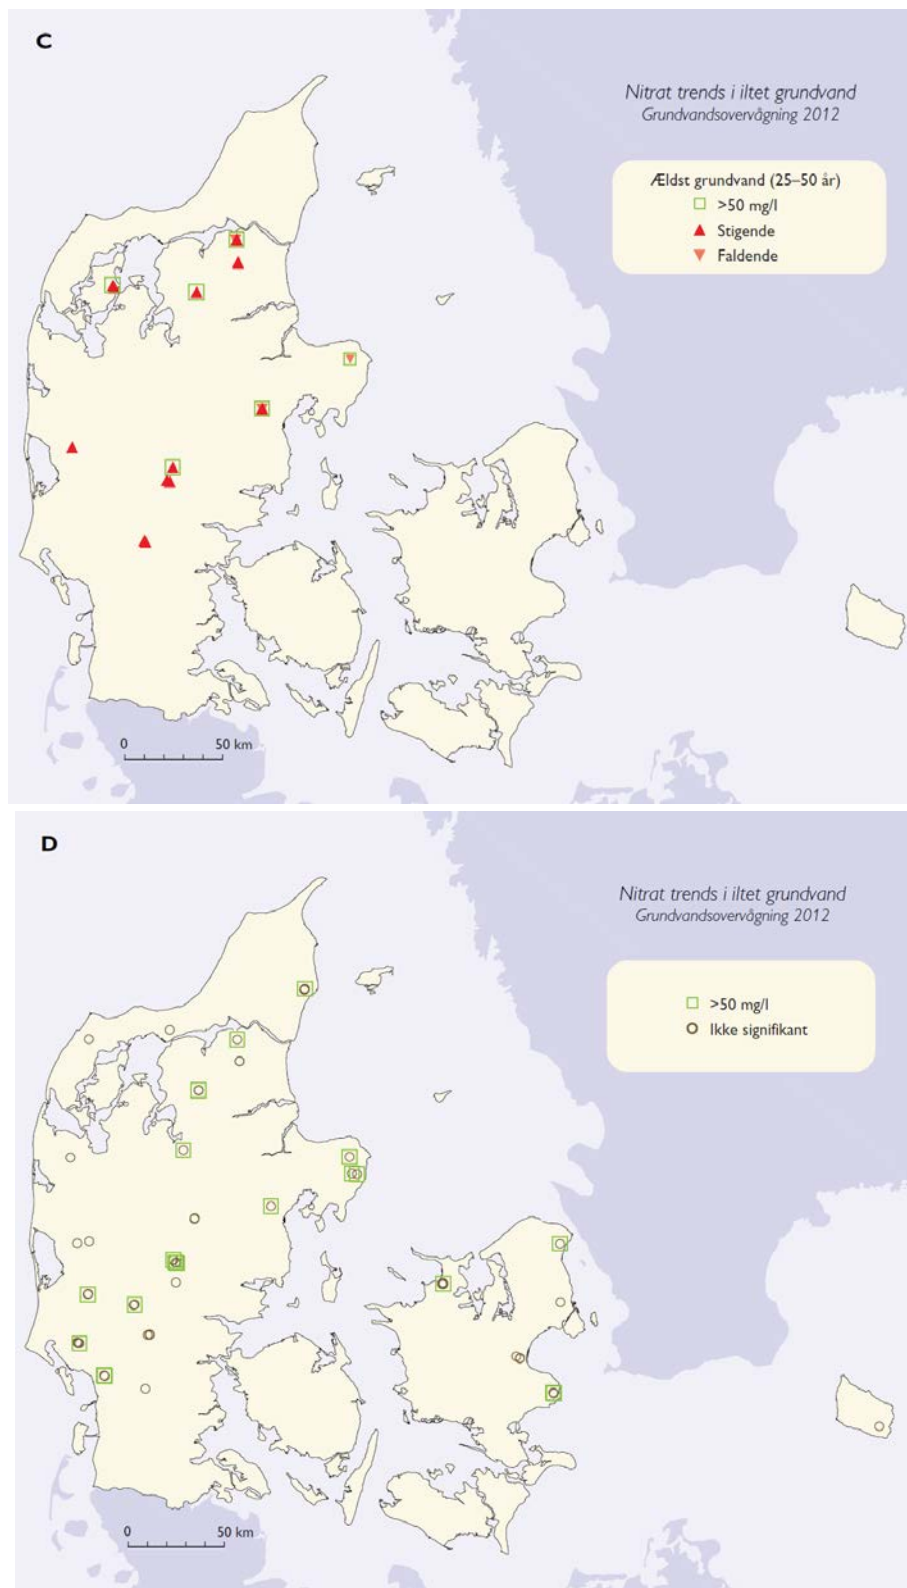 C
Nitrat trends i iltet grundvand
Grundvandsovervågning 2012
Ældst grundvand (25–50 år)
>50 mg/l
Stigende
Faldende
0 50 km
D
Nitrat trends i iltet grundvand
Grundvandsovervågning 2012
>50 mg/l
Ikke signifikant
0 50 km